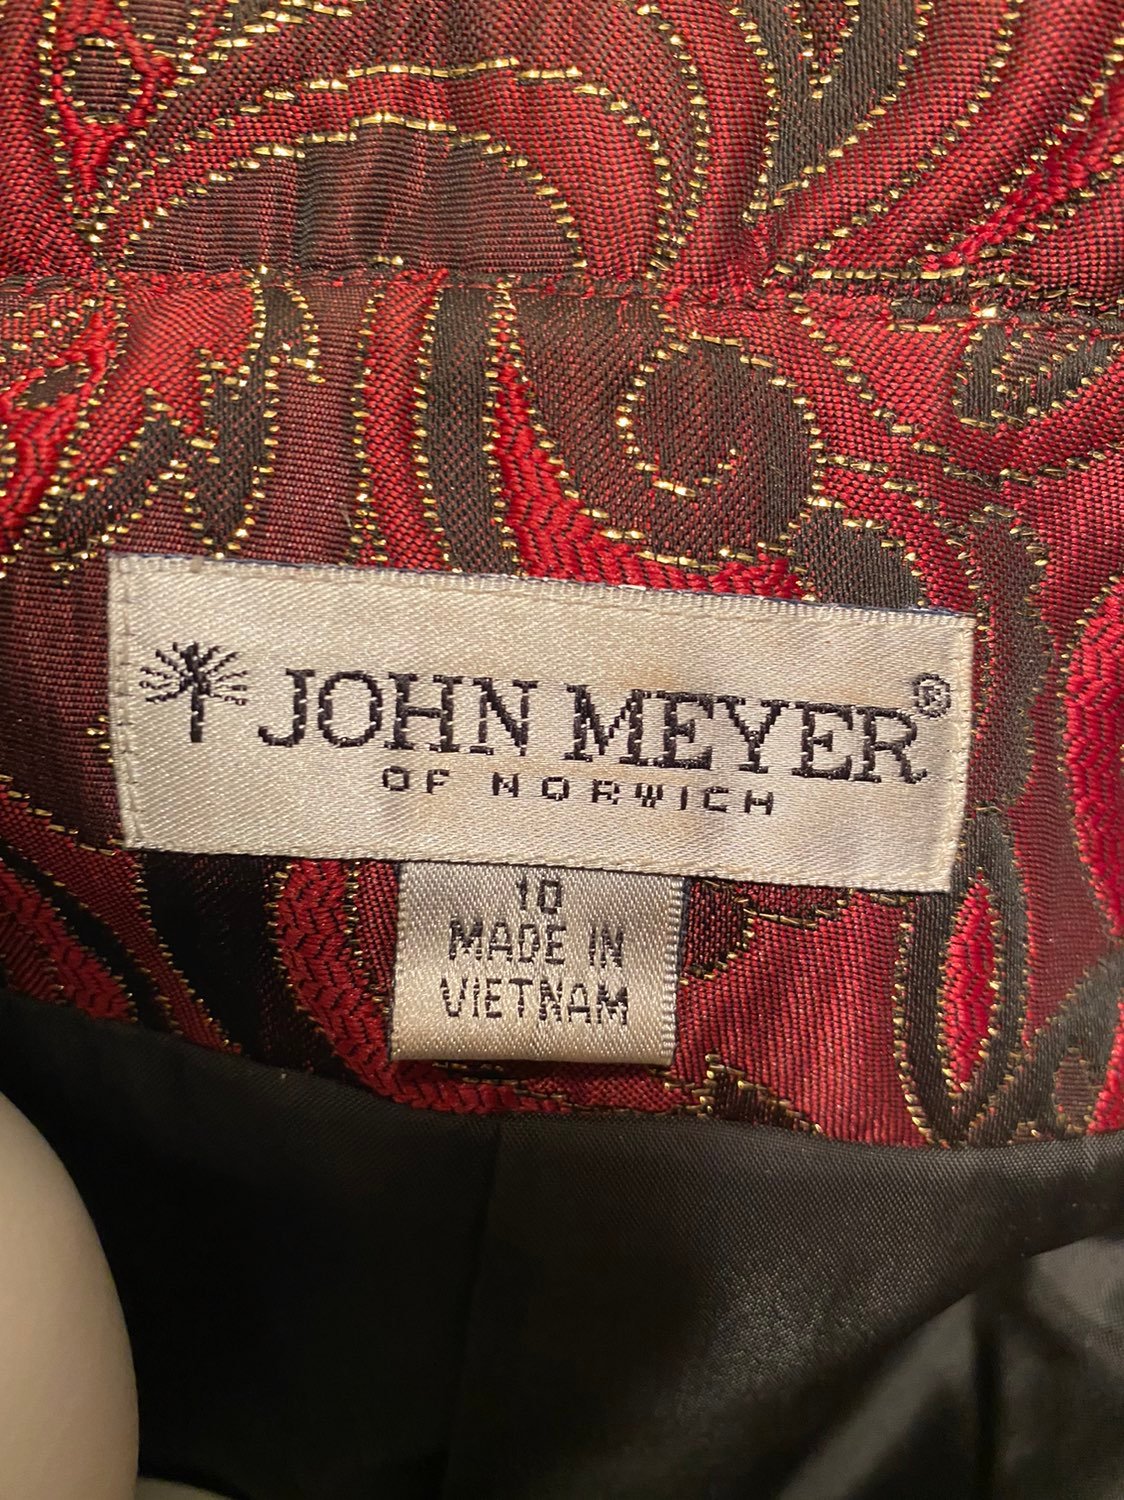 JOHN MEYER®
OF NORWICH
10
MADE IN
VIETNAM